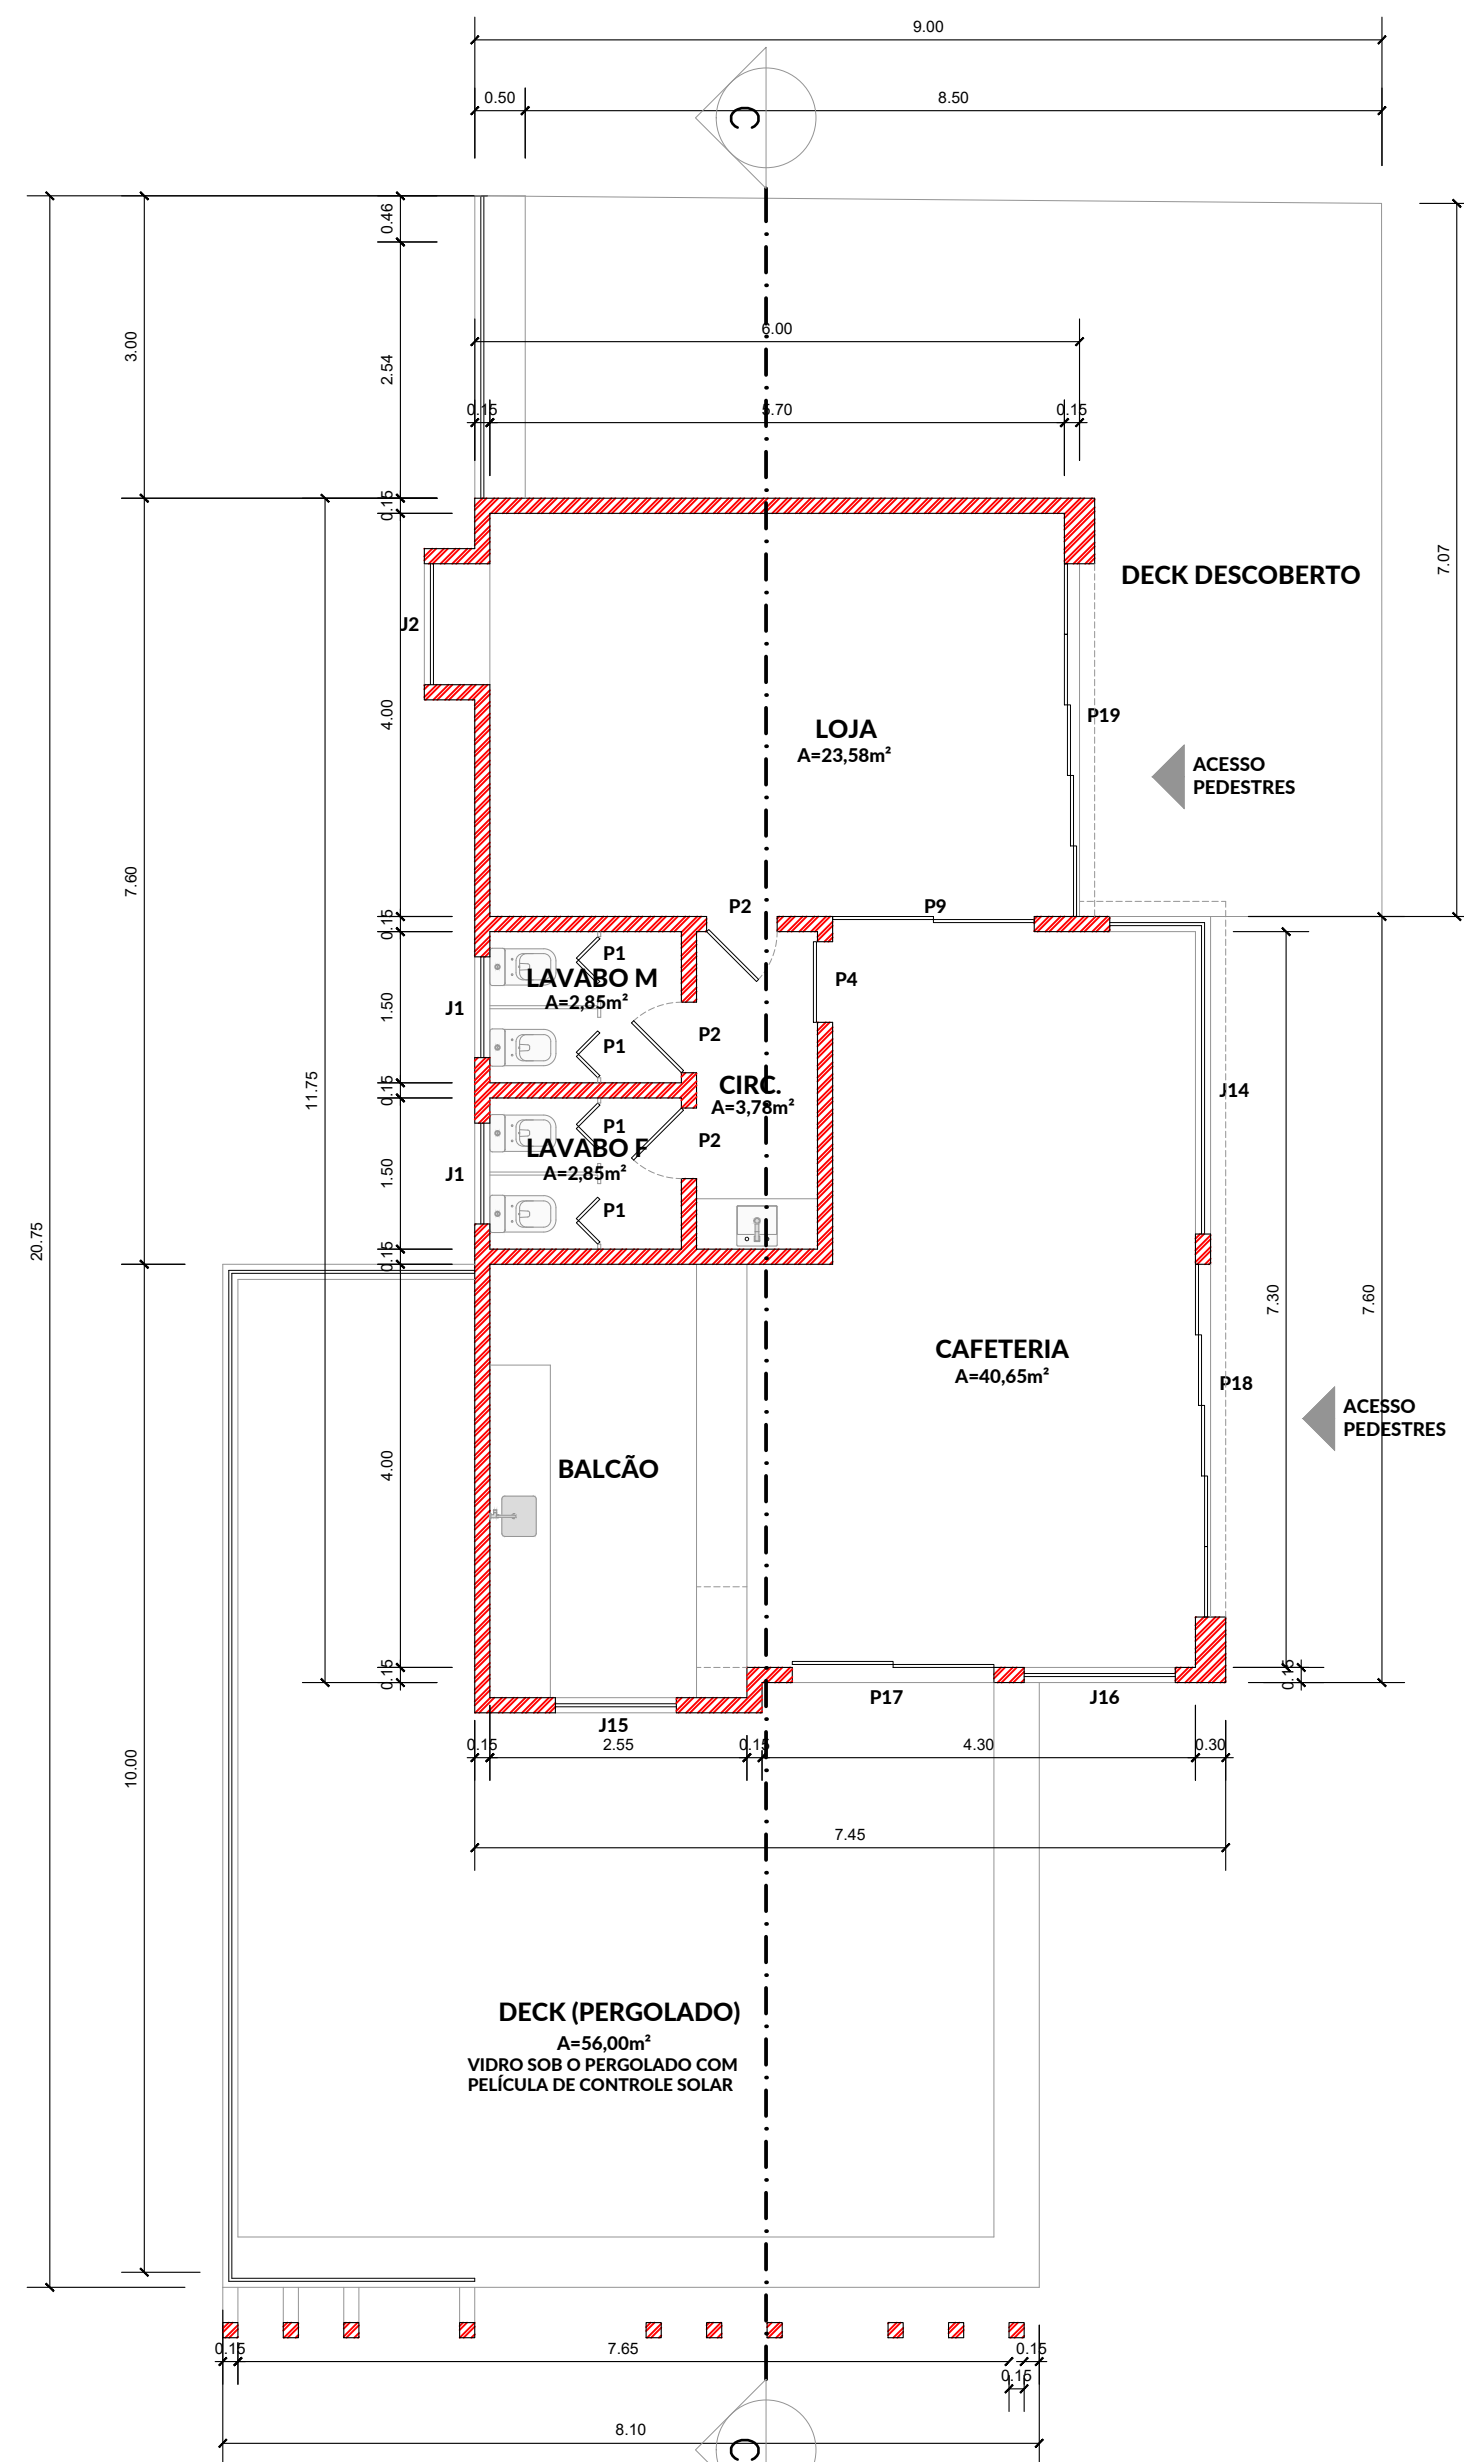 9.00
0.50
8.50
C
0.46
3.00
2.54
6.00
0.15
5.70
0.15
0.15
7.07
DECK DESCOBERTO
J2
4.00
LOJA
A=23,58m²
P19
ACESSO
PEDESTRES
7.60
P2
P9
0.15
P1
LAVABO M
A=2,85m²
P4
J1
1.50
P1
P2
CIRC.
A=3,78m²
11.75
0.15
J14
P1
LAVABO F
A=2,85m²
P2
J1
1.50
P1
20.75
0.15
7.30
7.60
CAFETERIA
A=40,65m²
P18
ACESSO
PEDESTRES
4.00
BALCÃO
0.15
0.15
P17
J16
J15
0.15
2.55
0.15
4.30
0.30
10.00
7.45
DECK (PERGOLADO)
A=56,00m²
VIDRO SOB O PERGOLADO COM
PELÍCULA DE CONTROLE SOLAR
0.15
7.65
0.15
0.15
8.10
C